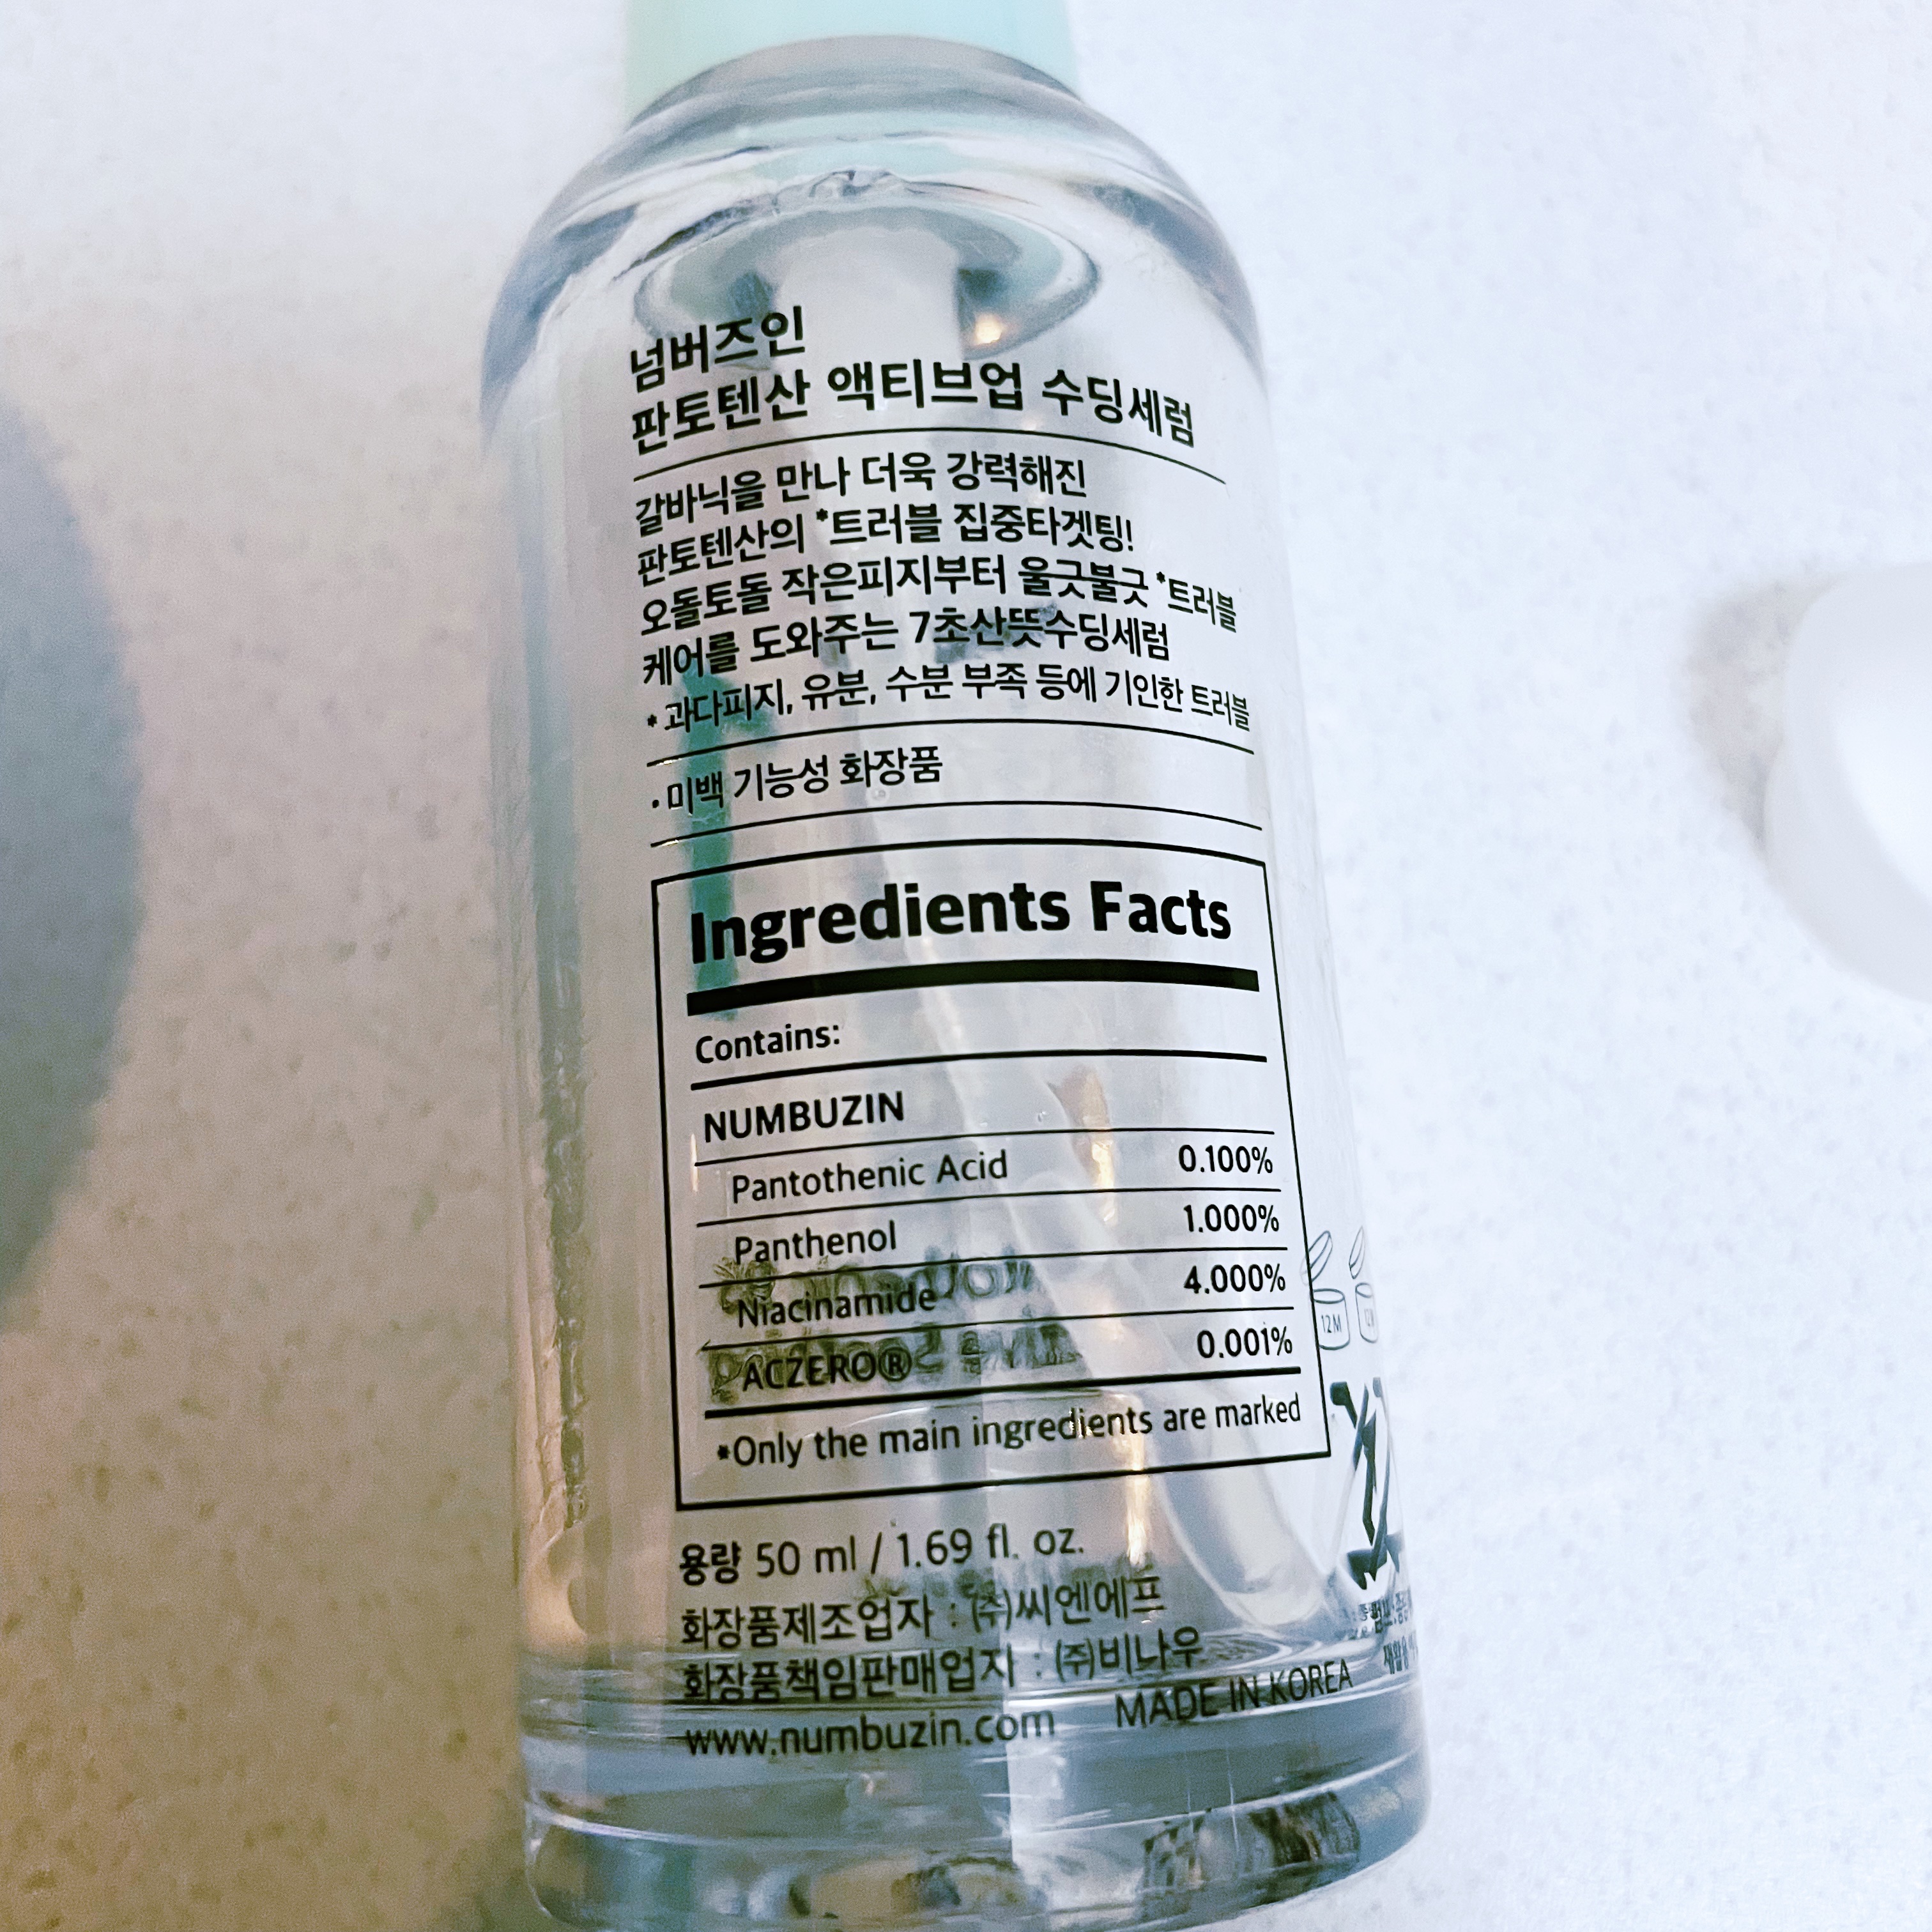 넘버즈인
판토텐산 액티브업 수딩세럼
갈바닉을 만나 더욱 강력해진
판토텐산의 *트러블 집중타겟팅!
오돌토돌 작은피지부터 울긋불긋 *트러블
케어를 도와주는 7초산뜻수딩세럼
* 과다피지, 유분, 수분 부족 등에 기인한 트러블
· 미백 기능성 화장품
Ingredients Facts
Contains:
NUMBUZIN
Pantothenic Acid 0.100%
Panthenol 1.000%
Niacinamide 4.000%
ACZERO® 0.001%
*Only the main ingredients are marked
용량 50 ml / 1.69 fl. oz.
화장품제조업자 : (주)씨엔에프
화장품책임판매업자 : (주)비나우
www.numbuzin.com MADE IN KOREA
12M